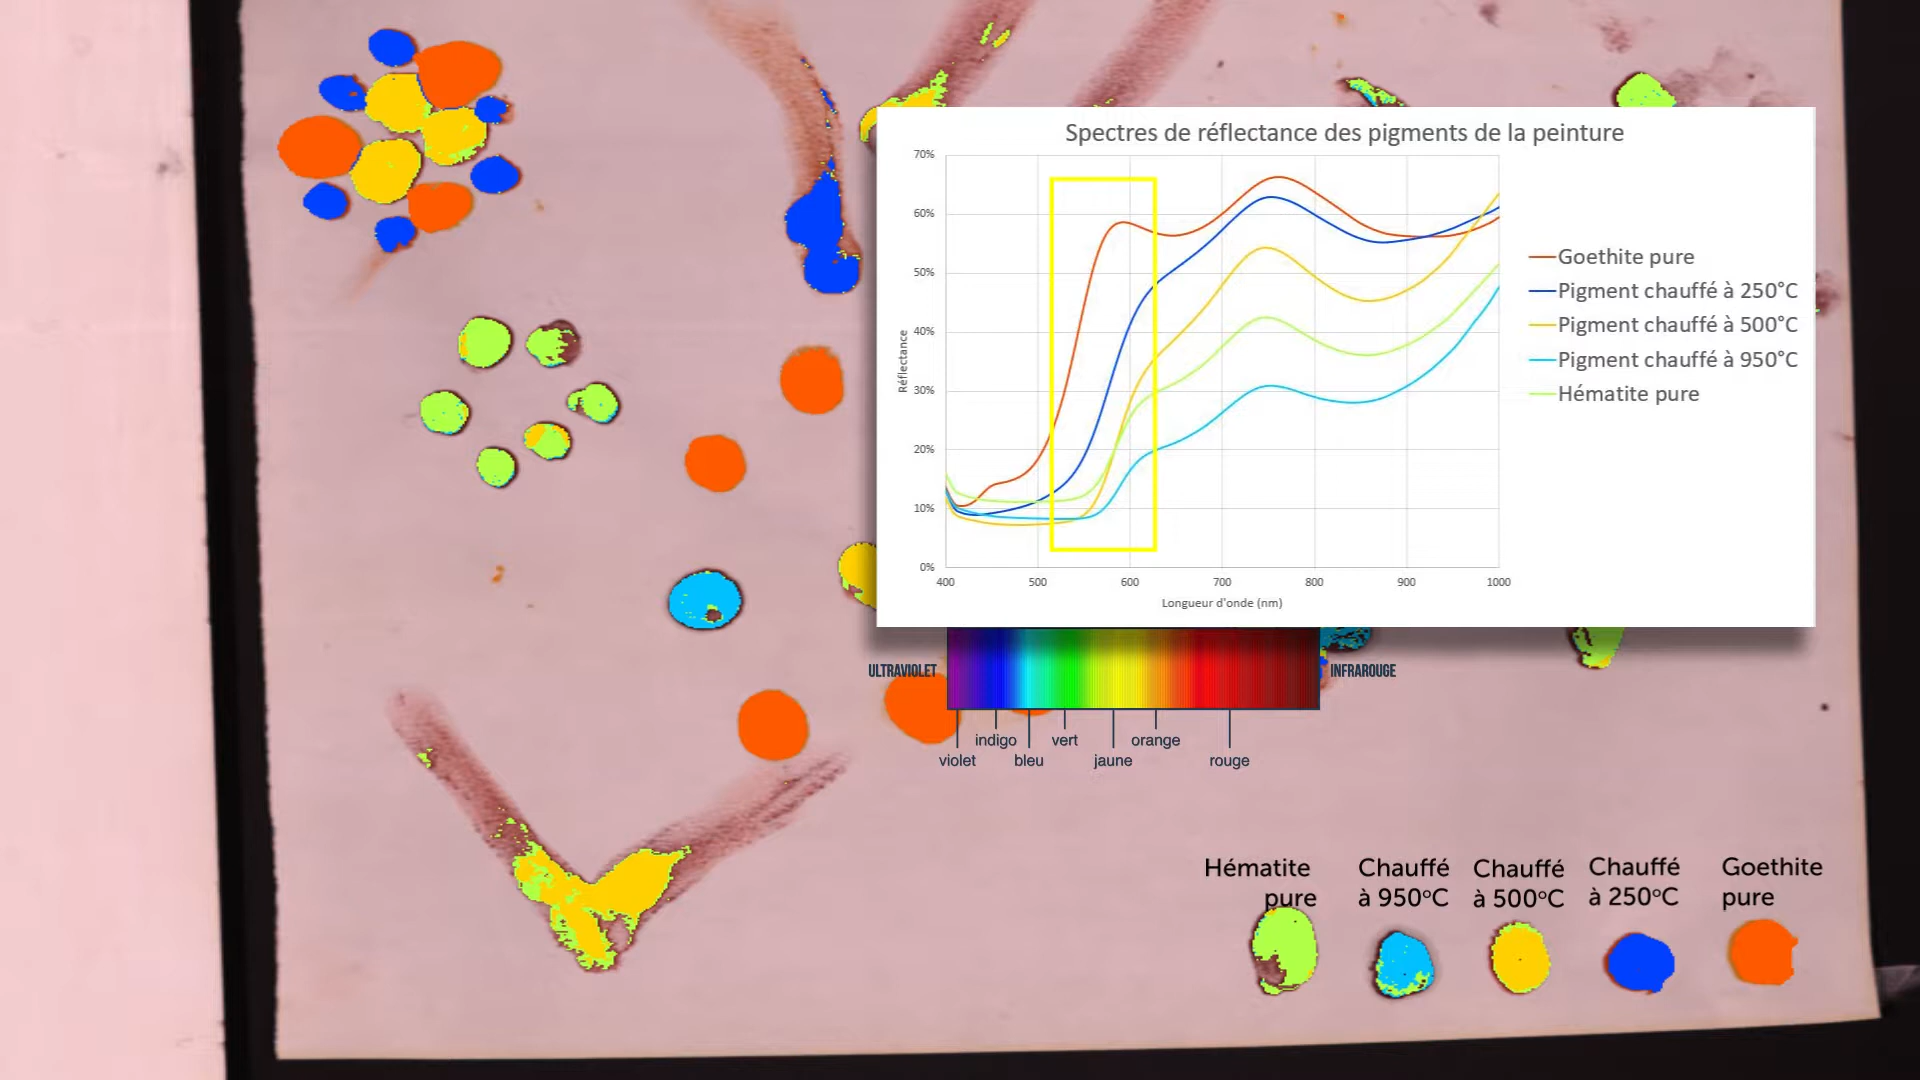 Spectres de réflectance des pigments de la peinture
70%
60%
50%
40%
30%
20%
10%
0%
Réflectance
400 500 600 700 800 900 1000
Longueur d'onde (nm)
Goethite pure
Pigment chauffé à 250°C
Pigment chauffé à 500°C
Pigment chauffé à 950°C
Hématite pure
ULTRAVIOLET
INFRAROUGE
violet
indigo
bleu
vert
jaune
orange
rouge
Hématite
pure
Chauffé
à 950°C
Chauffé
à 500°C
Chauffé
à 250°C
Goethite
pure